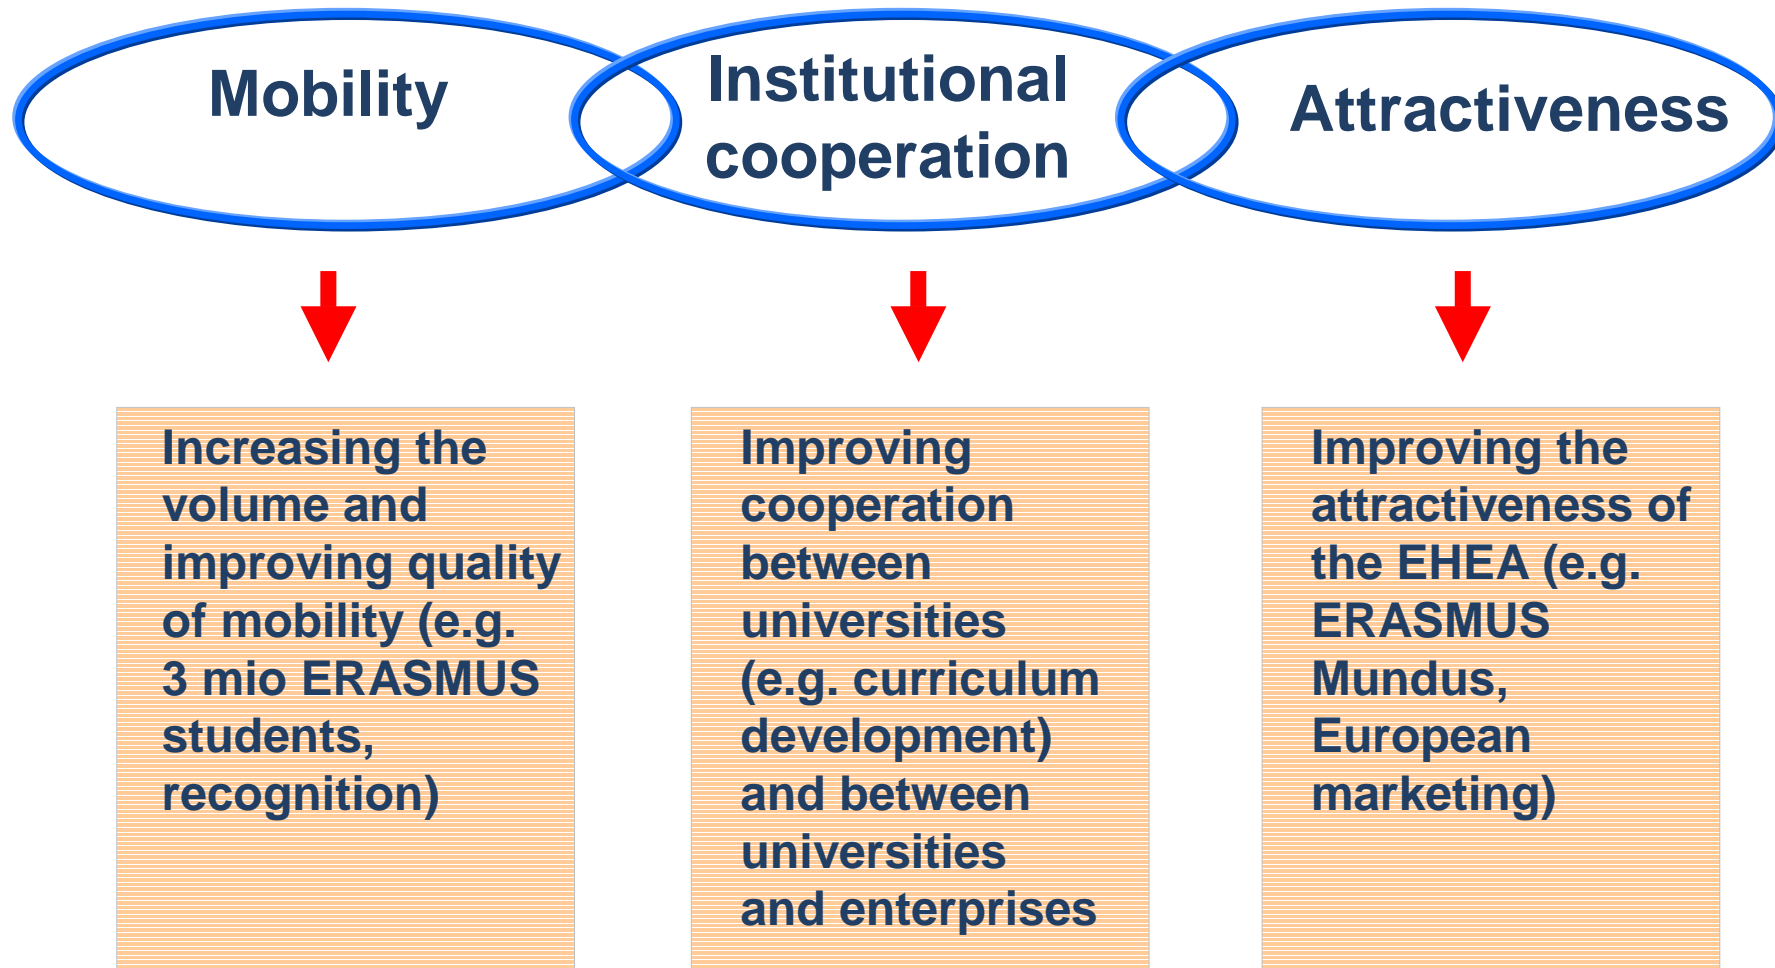 Mobility
Institutional
cooperation
Attractiveness
Increasing the
volume and
improving quality
of mobility (e.g.
3 mio ERASMUS
students,
recognition)
Improving
cooperation
between
universities
(e.g. curriculum
development)
and between
universities
and enterprises
Improving the
attractiveness of
the EHEA (e.g.
ERASMUS
Mundus,
European
marketing)